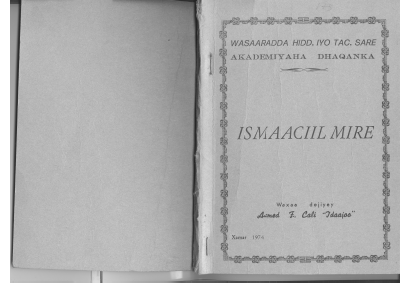 WASAARADDA HIDD. IYO TAC. SARE
AKADEMIYAHA DHAQANKA
ISMAACIIL MIRE
Waxaa dejiyey
Axmed F. Cali "Idaajaa"
Xamar 1974